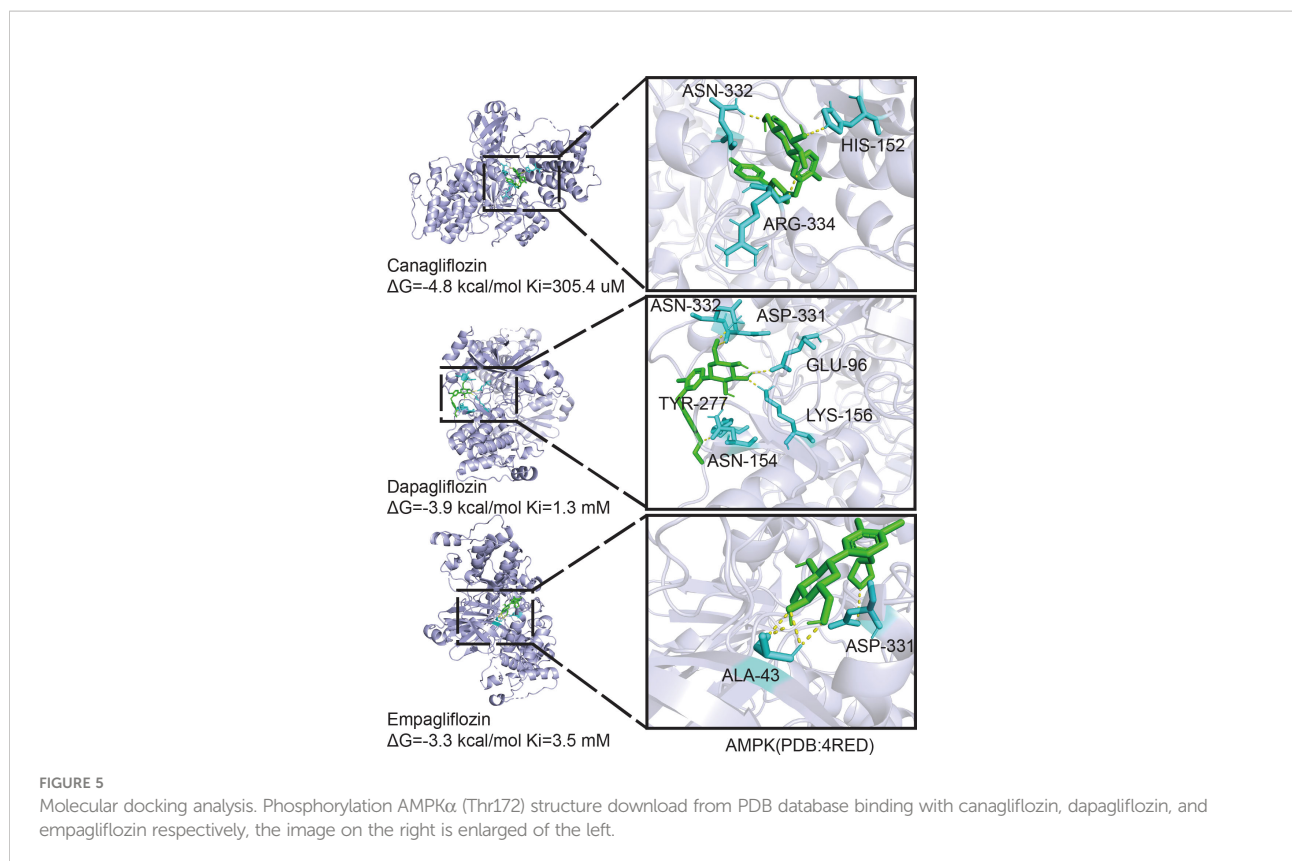 ASN-332
HIS-152
ARG-334
Canagliflozin
ΔG=-4.8 kcal/mol Ki=305.4 uM
ASN-332
ASP-331
GLU-96
TYR-277
LYS-156
ASN-154
Dapagliflozin
ΔG=-3.9 kcal/mol Ki=1.3 mM
ASP-331
ALA-43
Empagliflozin
ΔG=-3.3 kcal/mol Ki=3.5 mM
AMPK(PDB:4RED)
FIGURE 5
Molecular docking analysis. Phosphorylation AMPKα (Thr172) structure download from PDB database binding with canagliflozin, dapagliflozin, and
empagliflozin respectively, the image on the right is enlarged of the left.